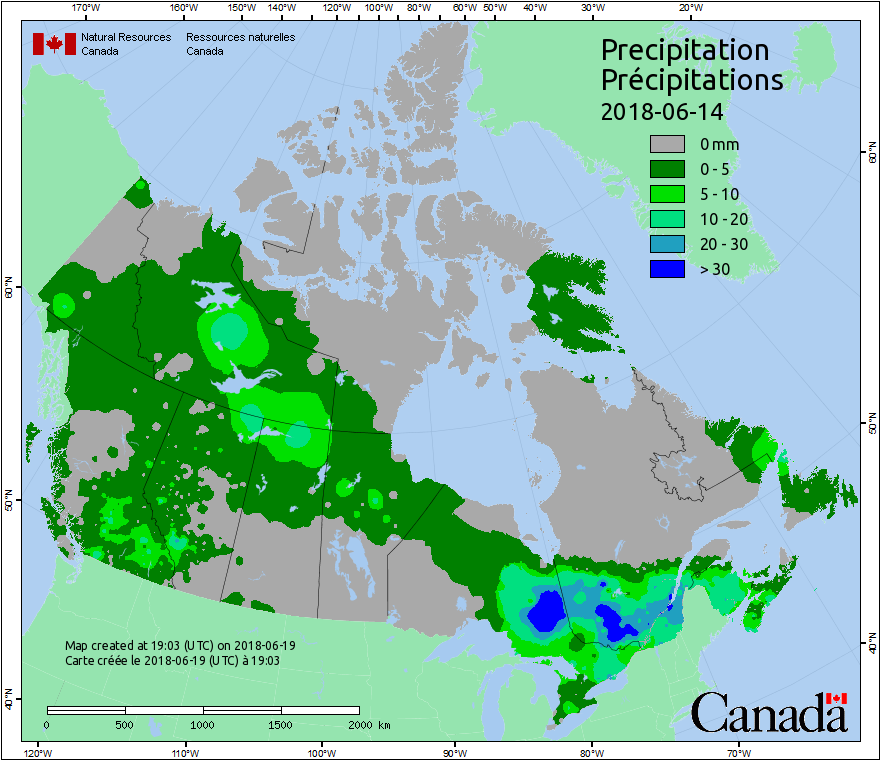 170°W 160°W 150°W 140°W 120°W 100°W 80°W 60°W 50°W 40°W 30°W 20°W
Natural Resources Ressources naturelles
Canada Canada
Precipitation
Précipitations
2018-06-14
0 mm
0 - 5
5 - 10
10 - 20
20 - 30
> 30
60°N
60°N
50°N
50°N
40°N
40°N
Map created at 19:03 (UTC) on 2018-06-19
Carte créée le 2018-06-19 (UTC) à 19:03
0 500 1000 1500 2000 km
Canada
120°W 110°W 100°W 90°W 80°W 70°W